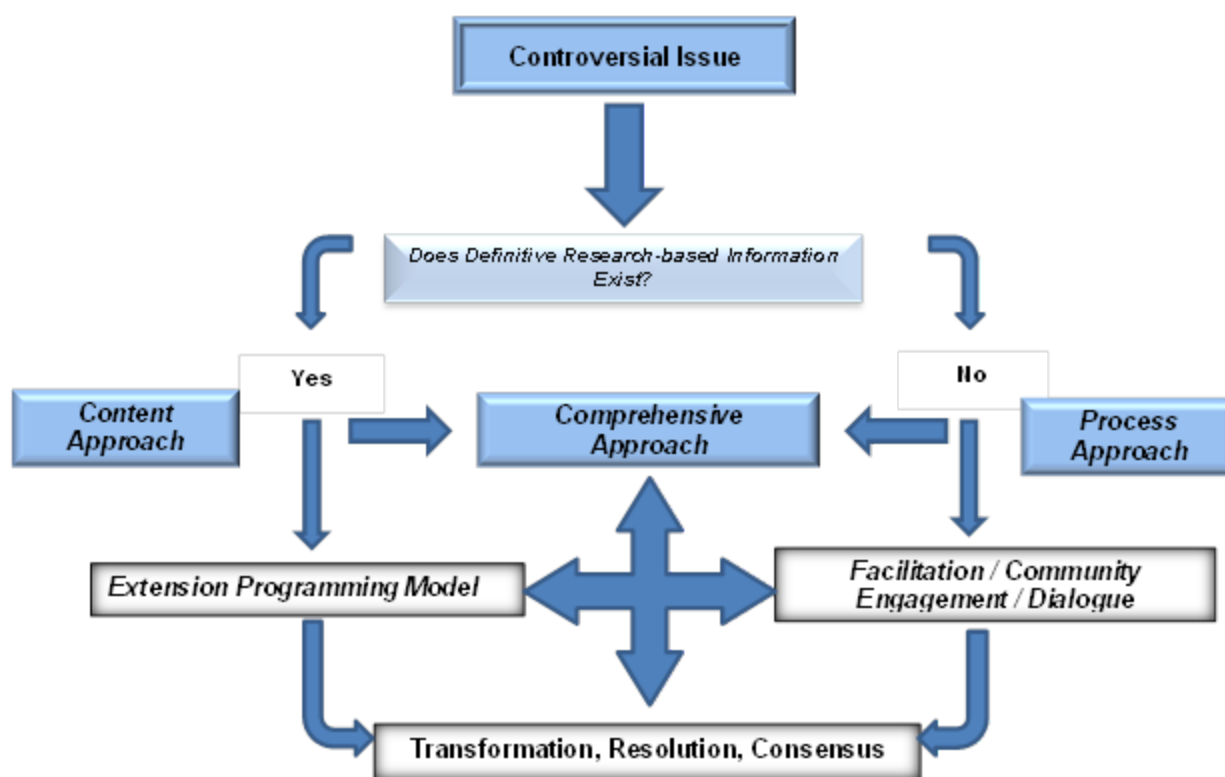 Controversial Issue
Does Definitive Research-based Information
Exist?
Yes
No
Content
Approach
Comprehensive
Approach
Process
Approach
Extension Programming Model
Facilitation / Community
Engagement / Dialogue
Transformation, Resolution, Consensus